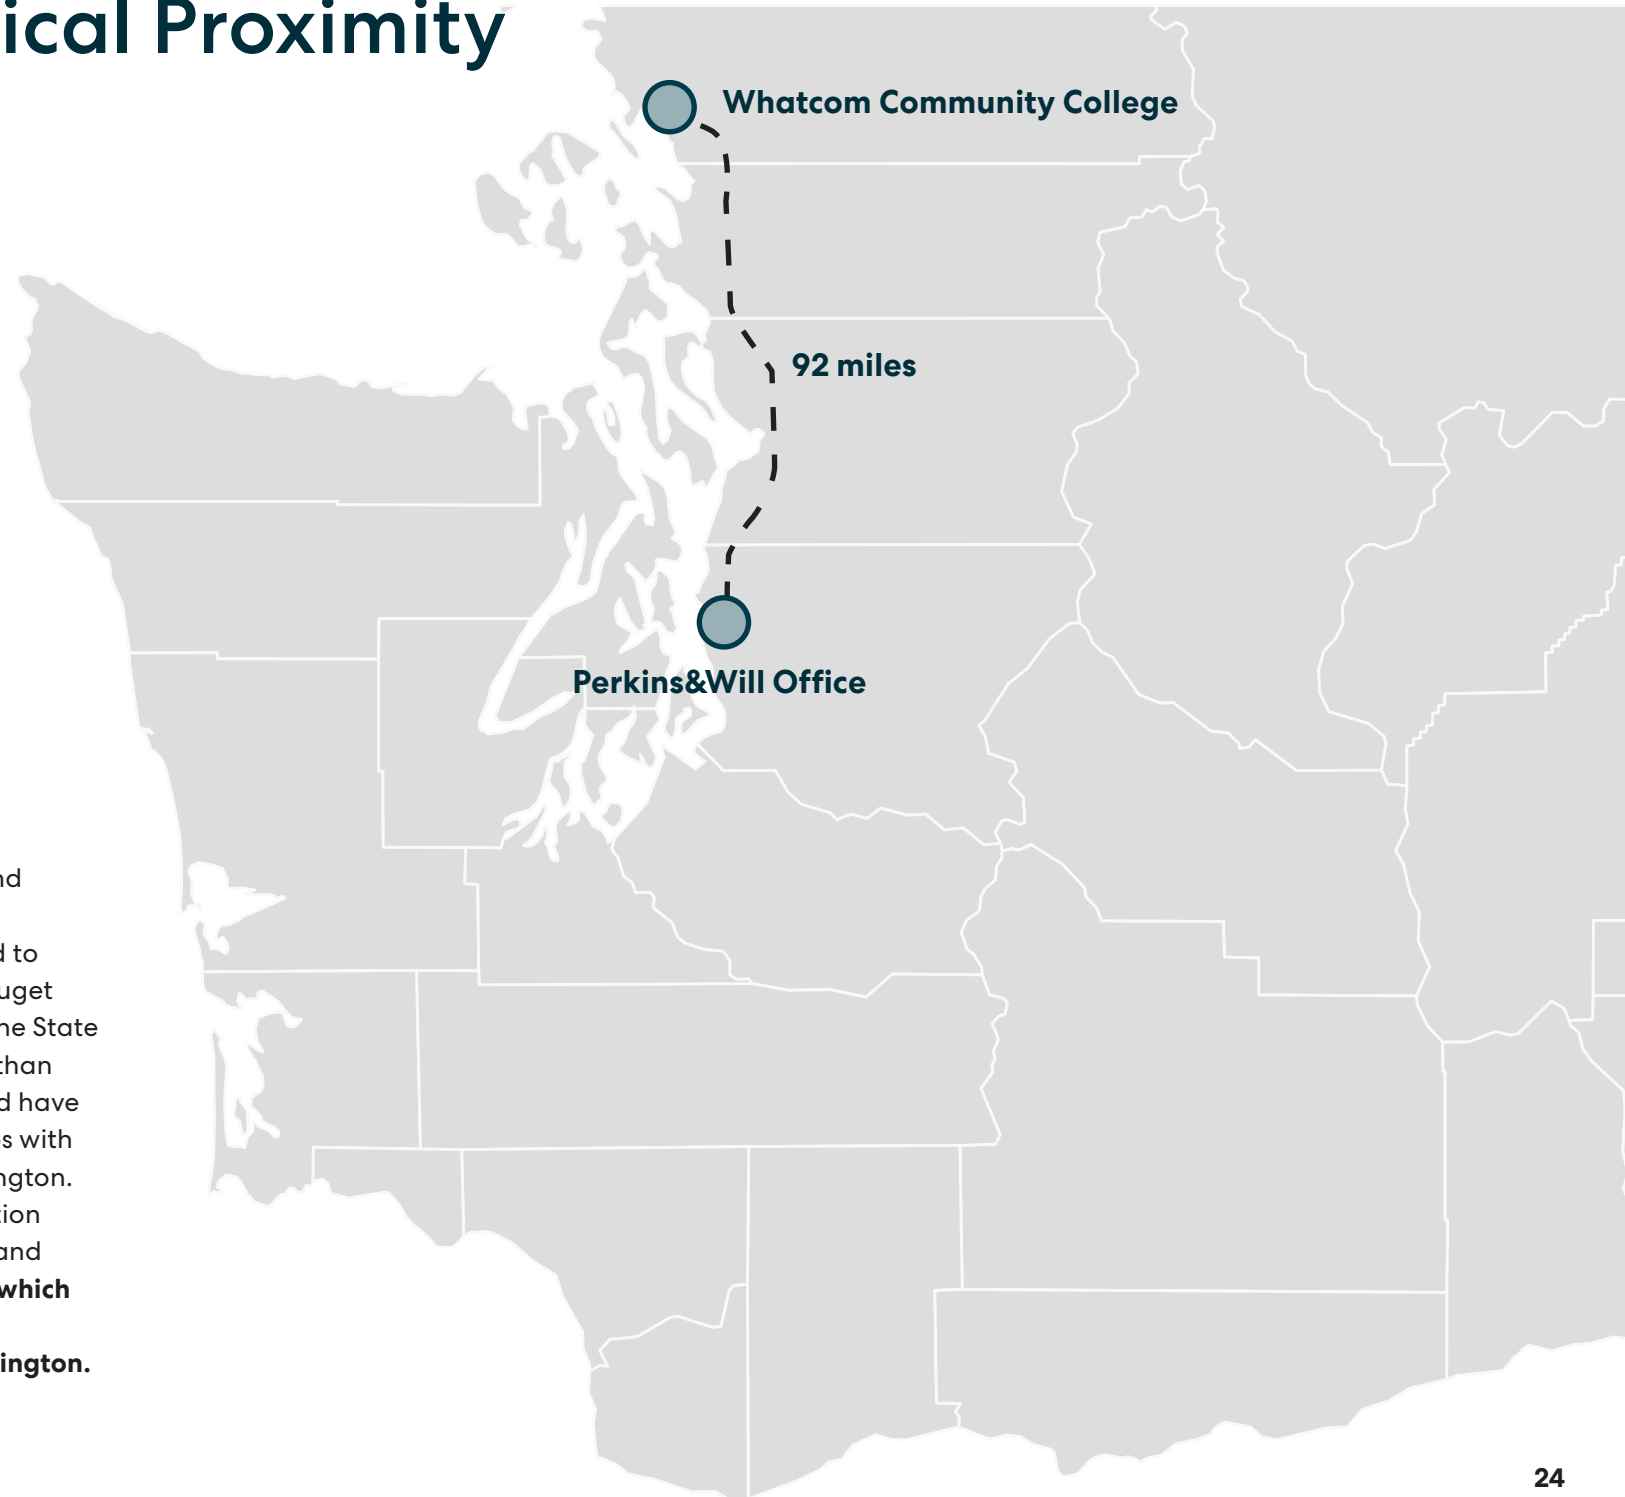 ical Proximity
Whatcom Community College
92 miles
Perkins&Will Office
nd
d to
uget
ne State
than
d have
s with
ngton.
tion
and
which
ington.
24